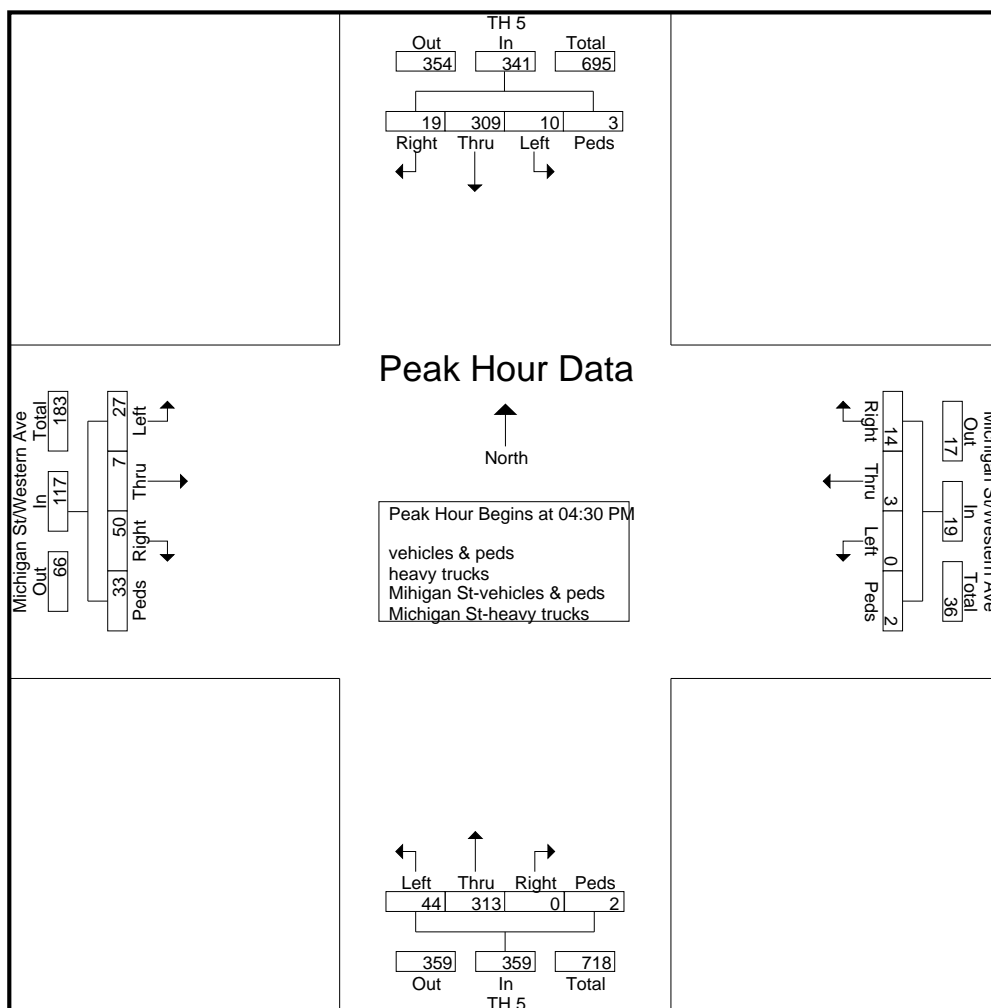 TH 5
Out In Total
354 341 695
19 309 10 3
Right Thru Left Peds
Peak Hour Data
North
Peak Hour Begins at 04:30 PM
vehicles & peds
heavy trucks
Mihigan St-vehicles & peds
Michigan St-heavy trucks
Michigan St/Western Ave
Out In Total
66 117 183
33 50 7 27
Peds Right Thru Left
Michigan St/Western Ave
Out In Total
17 19 36
14 3 0 2
Right Thru Left Peds
Left Thru Right Peds
44 313 0 2
359 359 718
Out In Total
TH 5